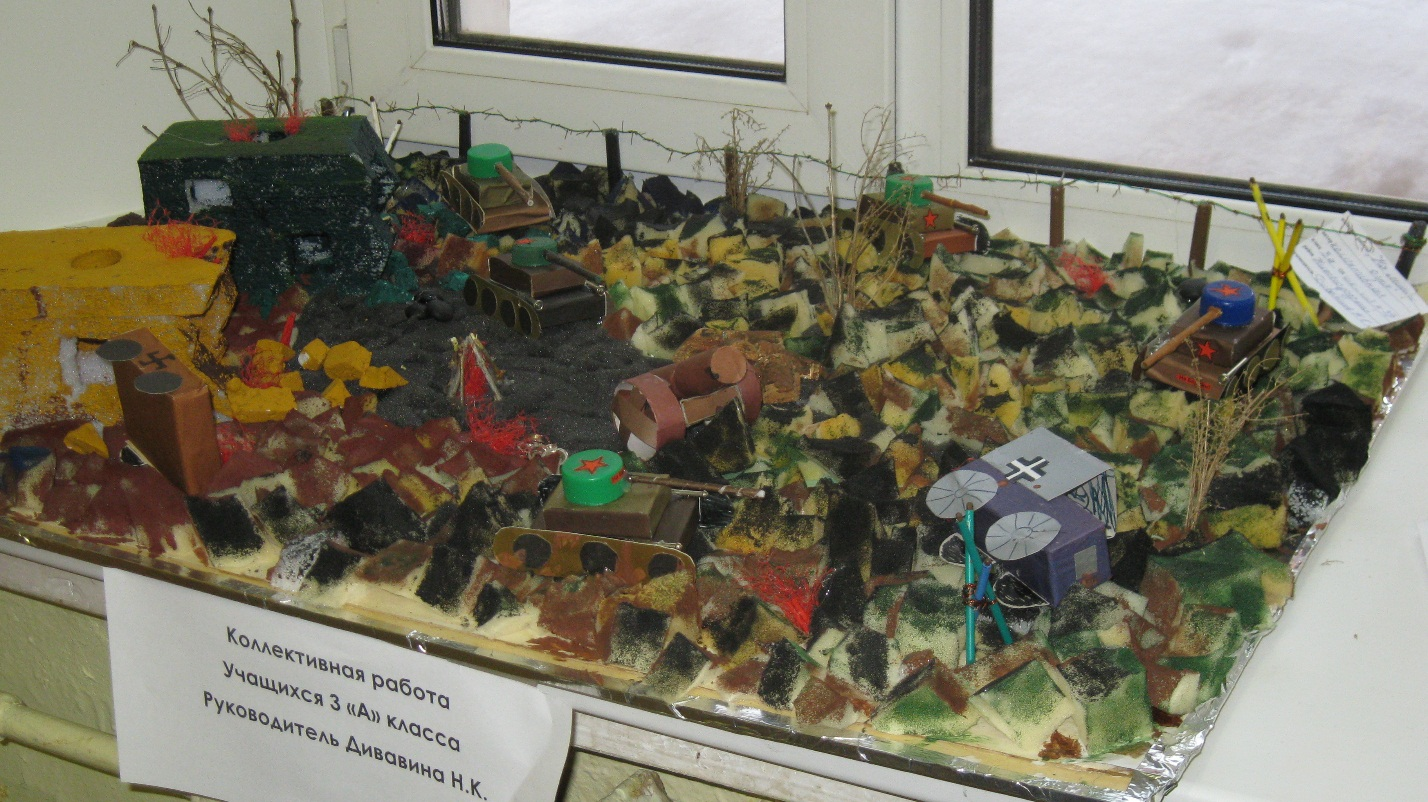 Коллективная работа
Учащихся 3 «А» класса
Руководитель Дивавина Н.К.